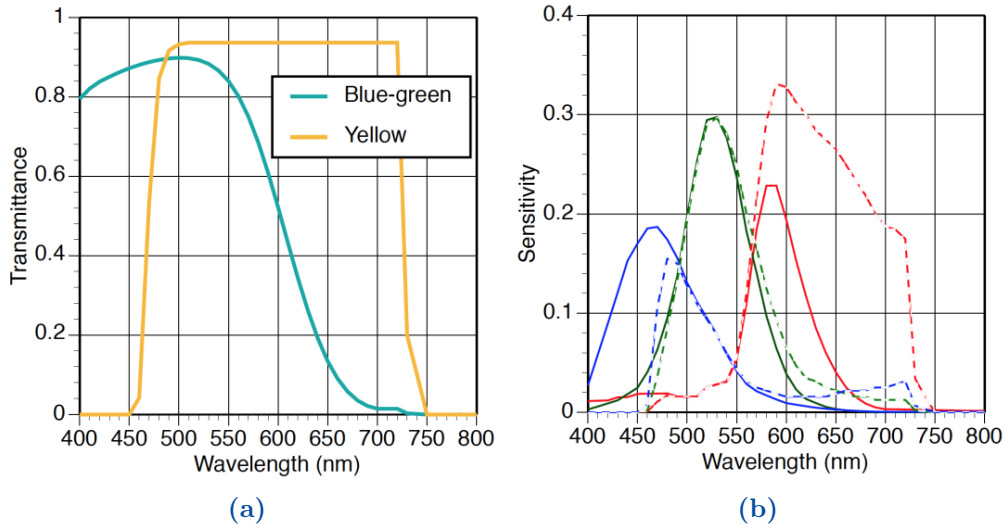 1
0.8
0.6
0.4
0.2
0
Transmittance
400 450 500 550 600 650 700 750 800
Wavelength (nm)
Blue-green
Yellow
(a)
0.4
0.3
0.2
0.1
0
Sensitivity
400 450 500 550 600 650 700 750 800
Wavelength (nm)
(b)